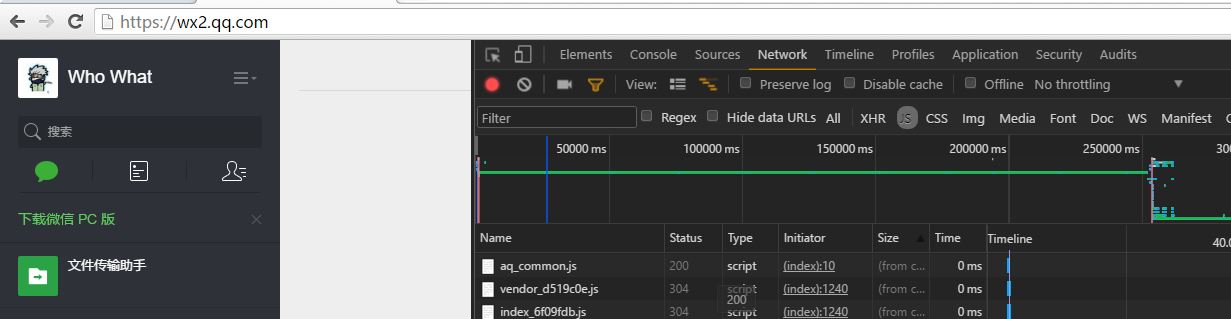 https://wx2.qq.com
Who What
搜索
下载微信 PC 版
文件传输助手
Elements Console Sources Network Timeline Profiles Application Security Audits
View: Preserve log Disable cache Offline No throttling
Filter Regex Hide data URLs All XHR JS CSS Img Media Font Doc WS Manifest
50000 ms 100000 ms 150000 ms 200000 ms 250000 ms
Name Status Type Initiator Size Time Timeline 40.0
aq_common.js 200 script (index):10 (from c... 0 ms
vendor_d519c0e.js 304 script (index):1240 (from c... 0 ms
200
index_6f09fdb.js 304 script (index):1240 (from c... 0 ms